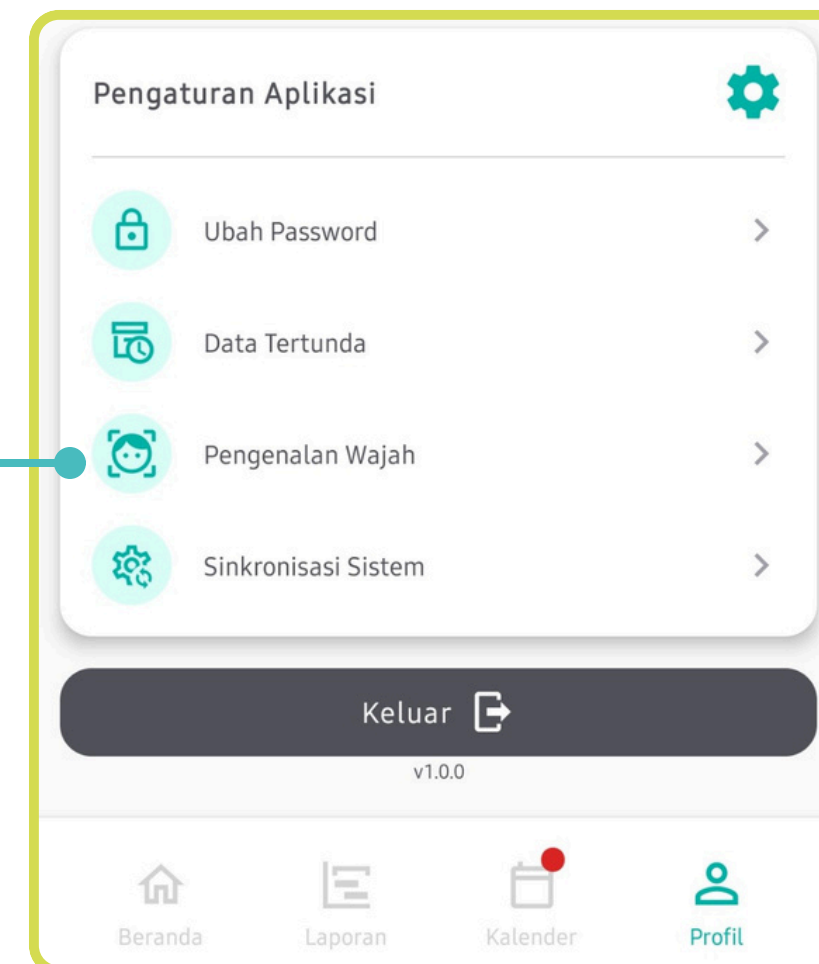 Pengaturan Aplikasi
Ubah Password
Data Tertunda
Pengenalan Wajah
Sinkronisasi Sistem
Keluar
v1.0.0
Beranda Laporan Kalender Profil